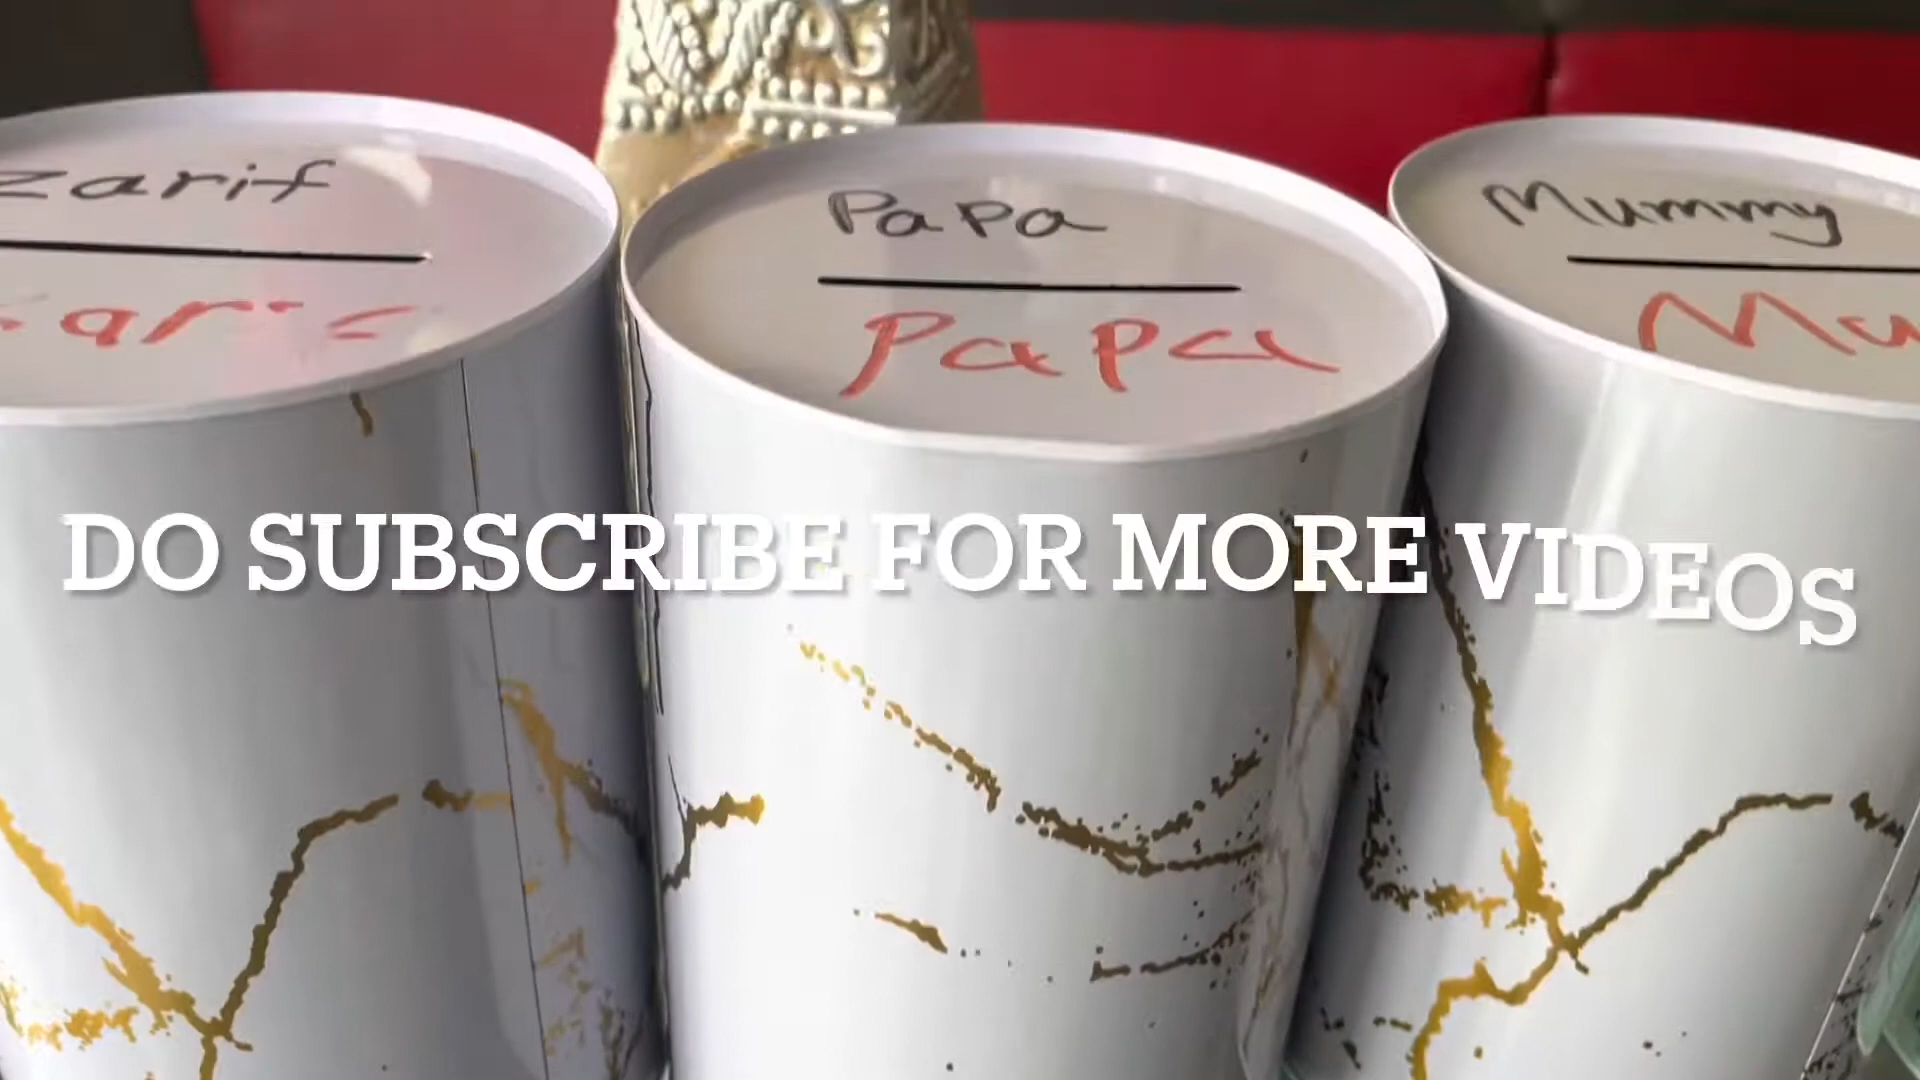 zarif
Papa
Mummy
Papa
DO SUBSCRIBE FOR MORE VIDEOS